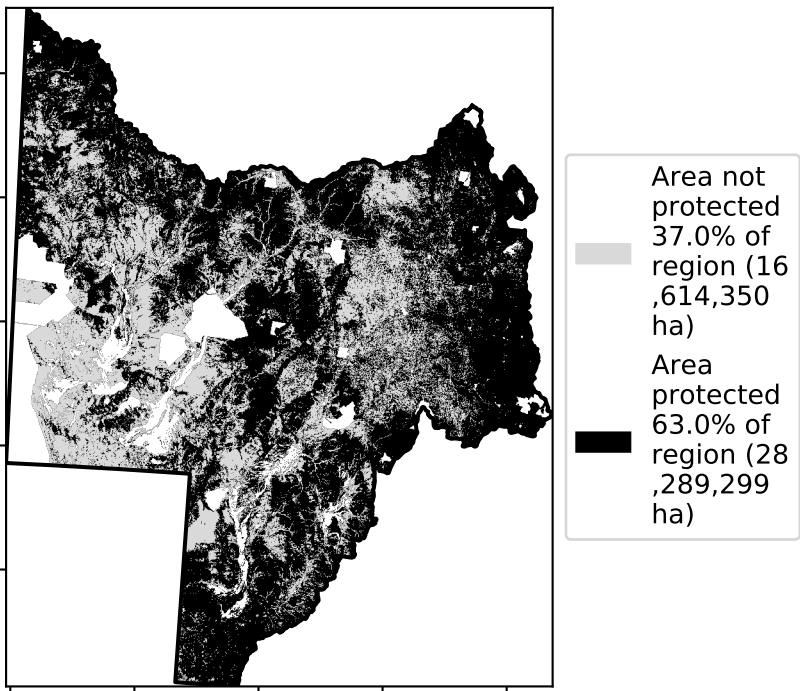 Area not
protected
37.0% of
region (16
,614,350
ha)
Area
protected
63.0% of
region (28
,289,299
ha)